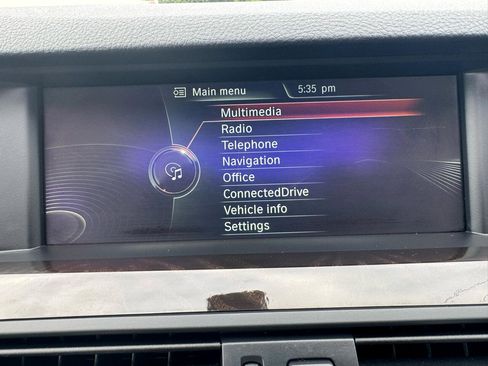 Main menu 5:35 pm
Multimedia
Radio
Telephone
Navigation
Office
ConnectedDrive
Vehicle info
Settings